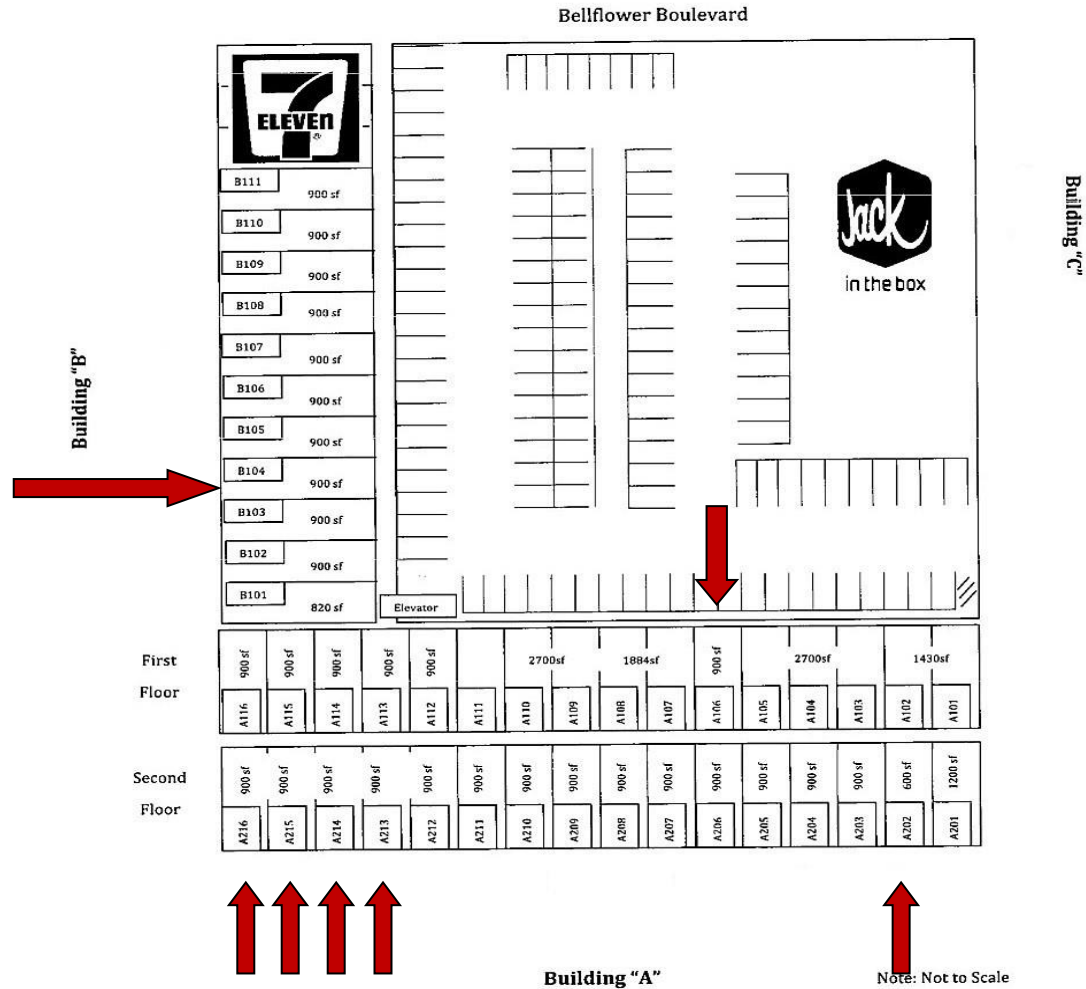 Bellflower Boulevard
7
ELEVEn
®
B111
900 sf
B110
900 sf
B109
900 sf
B108
900 sf
B107
900 sf
B106
900 sf
B105
900 sf
B104
900 sf
B103
900 sf
B102
900 sf
B101
820 sf
Building "B"
Jack
in the box
Building "C"
Elevator
First
Floor
900 sf 900 sf 900 sf 900 sf 900 sf 2700sf 1884sf 900 sf 2700sf 1430sf
A116 A115 A114 A113 A112 A111 A110 A109 A108 A107 A106 A105 A104 A103 A102 A101
Second
Floor
900 sf 900 sf 900 sf 900 sf 900 sf 900 sf 900 sf 900 sf 900 sf 900 sf 900 sf 900 sf 900 sf 900 sf 600 sf 1200 sf
A216 A215 A214 A213 A212 A211 A210 A209 A208 A207 A206 A205 A204 A203 A202 A201
Building "A"
Note: Not to Scale